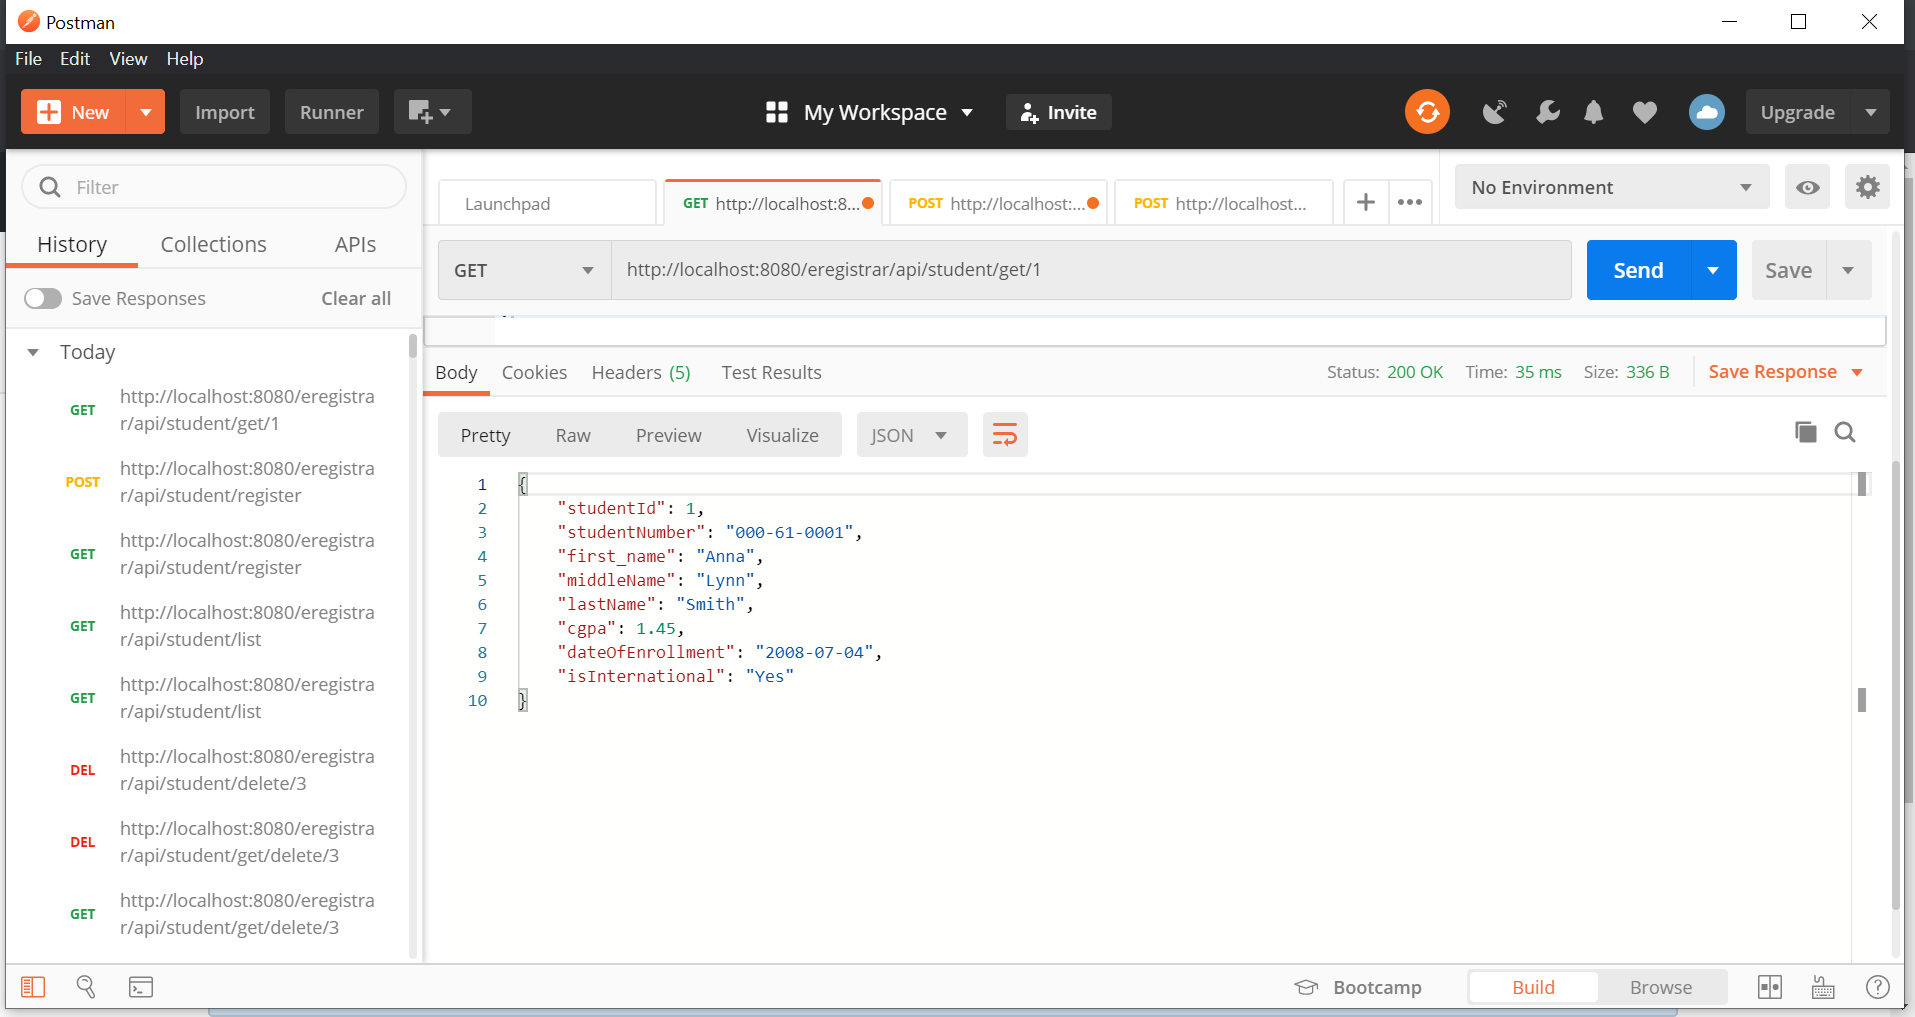 Postman
File Edit View Help
New Import Runner My Workspace Invite Upgrade
Filter
History Collections APIs
Save Responses Clear all
Today
GET http://localhost:8080/eregistra
r/api/student/get/1
POST http://localhost:8080/eregistra
r/api/student/register
GET http://localhost:8080/eregistra
r/api/student/register
GET http://localhost:8080/eregistra
r/api/student/list
GET http://localhost:8080/eregistra
r/api/student/list
DEL http://localhost:8080/eregistra
r/api/student/delete/3
DEL http://localhost:8080/eregistra
r/api/student/get/delete/3
GET http://localhost:8080/eregistra
r/api/student/get/delete/3
Launchpad GET http://localhost:8... POST http://localhost:... POST http://localhost... No Environment
GET http://localhost:8080/eregistrar/api/student/get/1 Send Save
Body Cookies Headers (5) Test Results Status: 200 OK Time: 35 ms Size: 336 B Save Response
Pretty Raw Preview Visualize JSON
1 {
2 "studentId": 1,
3 "studentNumber": "000-61-0001",
4 "first_name": "Anna",
5 "middleName": "Lynn",
6 "lastName": "Smith",
7 "cgpa": 1.45,
8 "dateOfEnrollment": "2008-07-04",
9 "isInternational": "Yes"
10 }
Bootcamp Build Browse